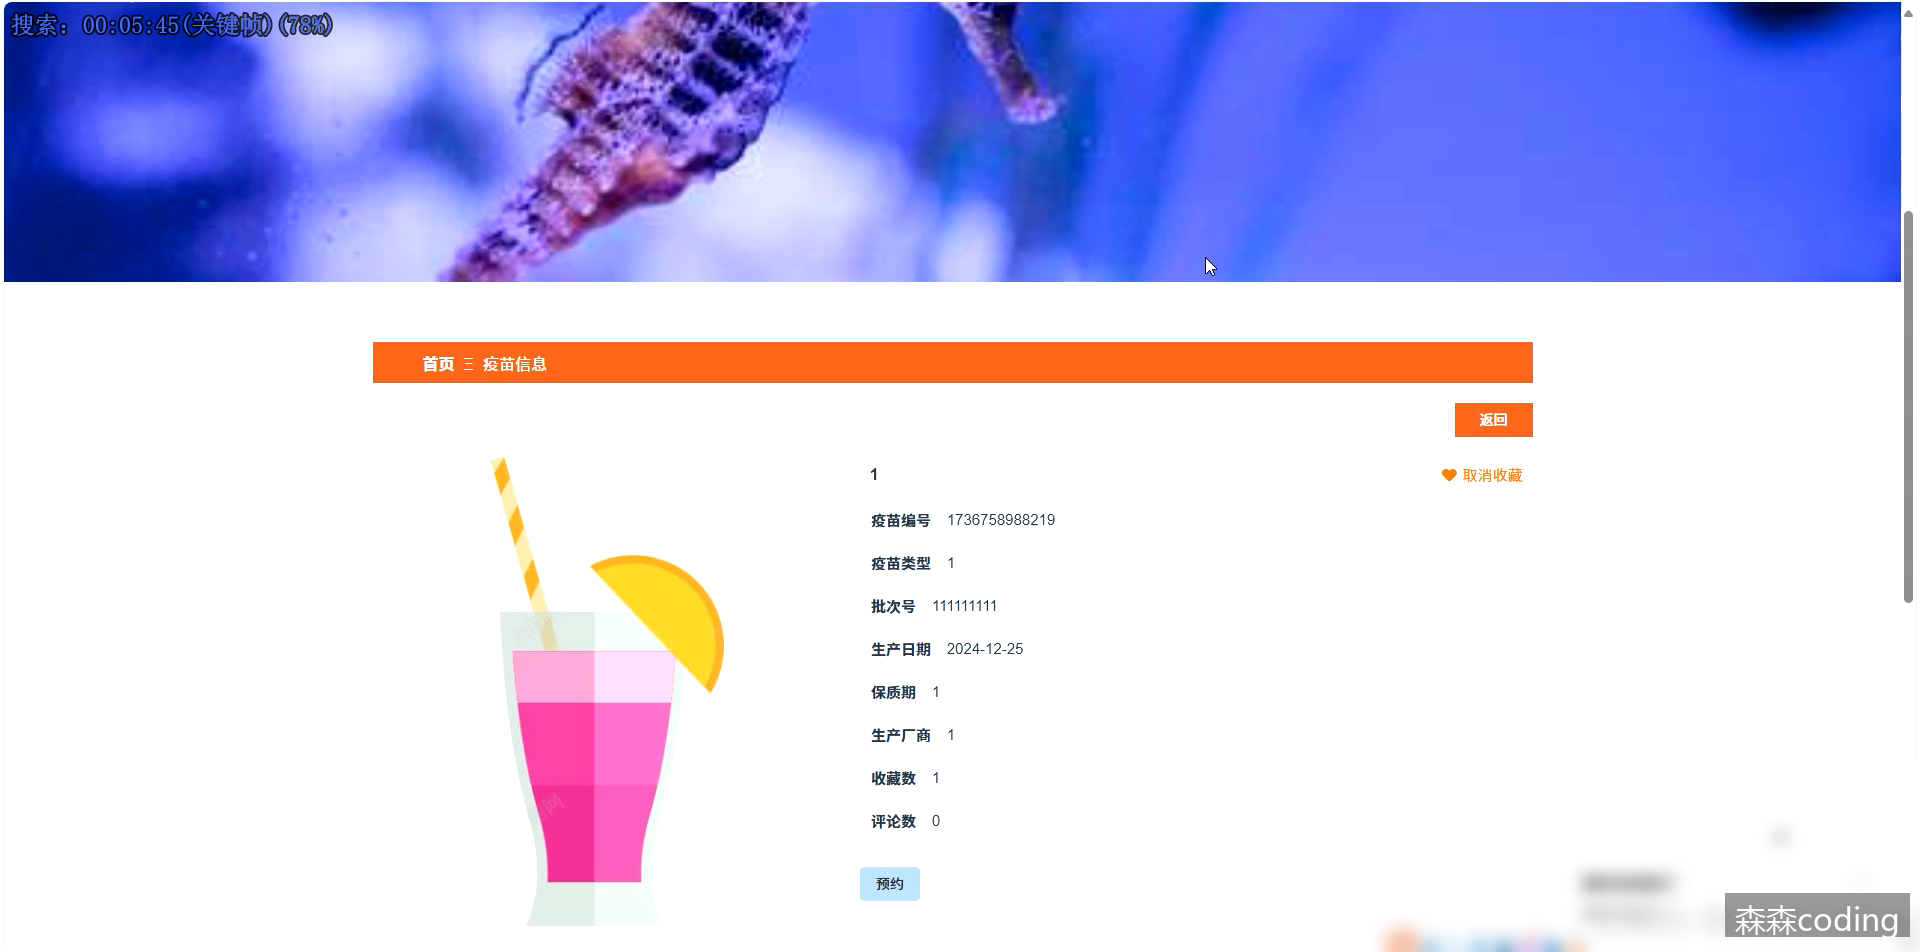 搜索: 00:05:45(关键帧)(78%)
首页 三 疫苗信息
返回
1
取消收藏
疫苗编号 1736758988219
疫苗类型 1
批次号 111111111
生产日期 2024-12-25
保质期 1
生产厂商 1
收藏数 1
评论数 0
预约
森森coding